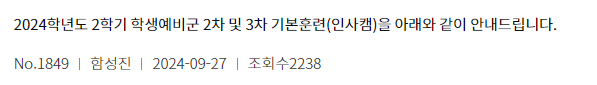 2024학년도 2학기 학생예비군 2차 및 3차 기본훈련(인사캠)을 아래와 같이 안내드립니다.
No.1849 | 함성진 | 2024-09-27 | 조회수2238